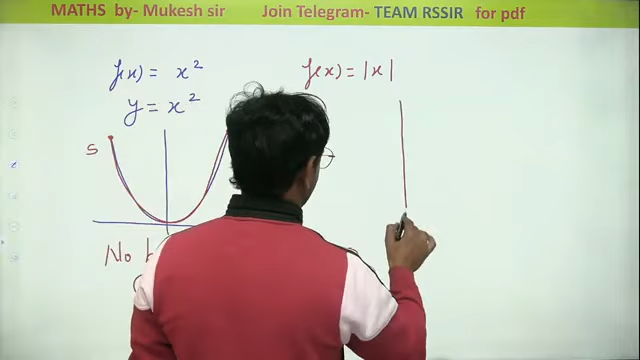 MATHS by- Mukesh sir Join Telegram- TEAM RSSIR for pdf
f(x) = x² f(x) = |x|
y = x²
S
No